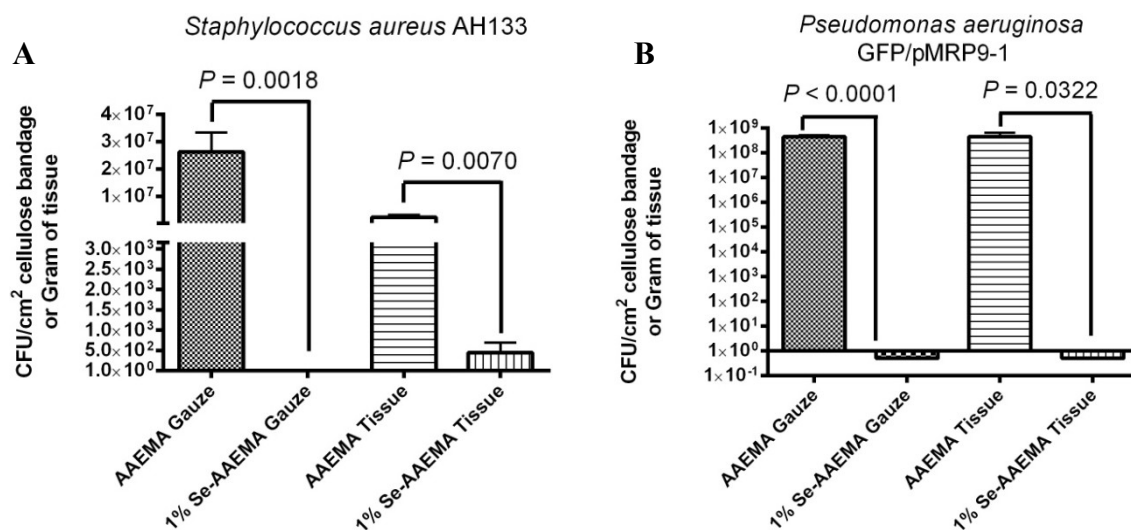 A
Staphylococcus aureus AH133
P = 0.0018
P = 0.0070
CFU/cm² cellulose bandage
or Gram of tissue
4×10⁷
3×10⁷
2×10⁷
1×10⁷
3.0×10³
2.5×10³
2.0×10³
1.5×10³
1.0×10³
5.0×10²
1.0×10⁰
AAEMA Gauze
1% Se-AAEMA Gauze
AAEMA Tissue
1% Se-AAEMA Tissue
B
Pseudomonas aeruginosa
GFP/pMRP9-1
P < 0.0001
P = 0.0322
CFU/cm² cellulose bandage
or Gram of tissue
1×10⁹
1×10⁸
1×10⁷
1×10⁶
1×10⁵
1×10⁴
1×10³
1×10²
1×10¹
1×10⁰
1×10⁻¹
AAEMA Gauze
1% Se-AAEMA Gauze
AAEMA Tissue
1% Se-AAEMA Tissue